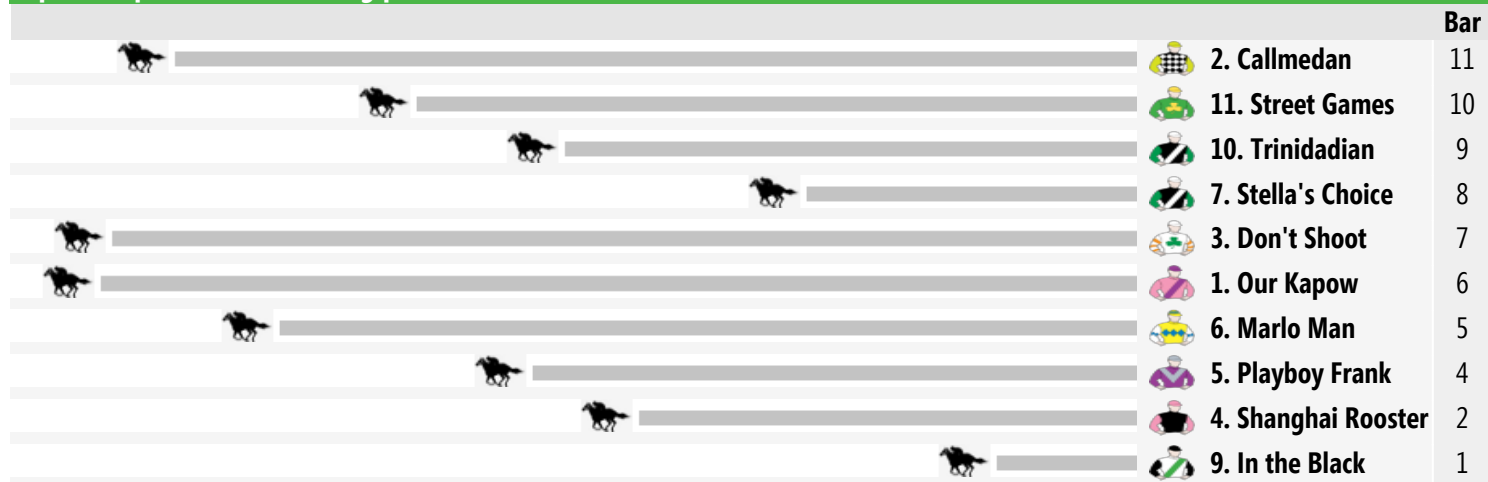 Bar
2. Callmedan 11
11. Street Games 10
10. Trinidadian 9
7. Stella's Choice 8
3. Don't Shoot 7
1. Our Kapow 6
6. Marlo Man 5
5. Playboy Frank 4
4. Shanghai Rooster 2
9. In the Black 1